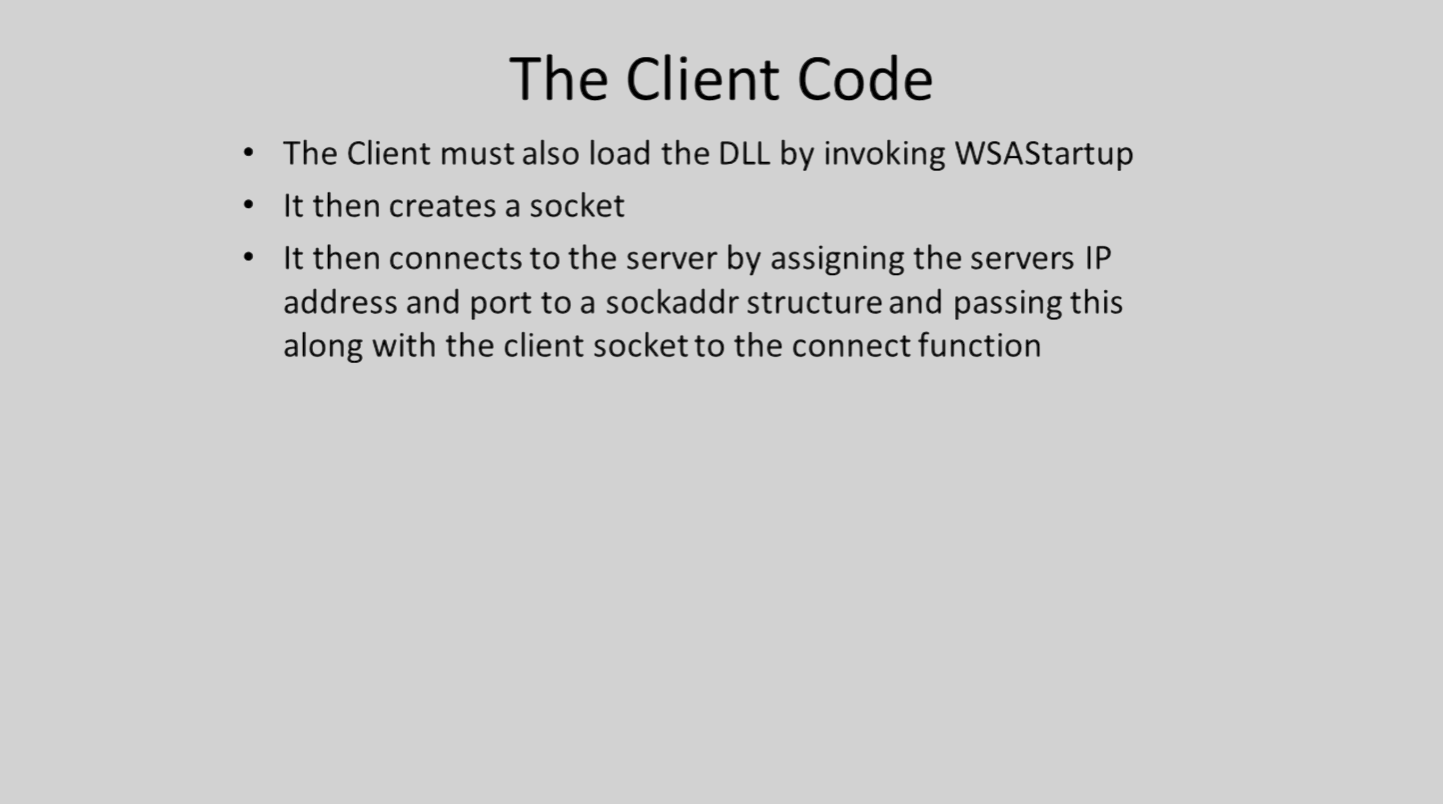 The Client Code
• The Client must also load the DLL by invoking WSAStartup
• It then creates a socket
• It then connects to the server by assigning the servers IP
address and port to a sockaddr structure and passing this
along with the client socket to the connect function